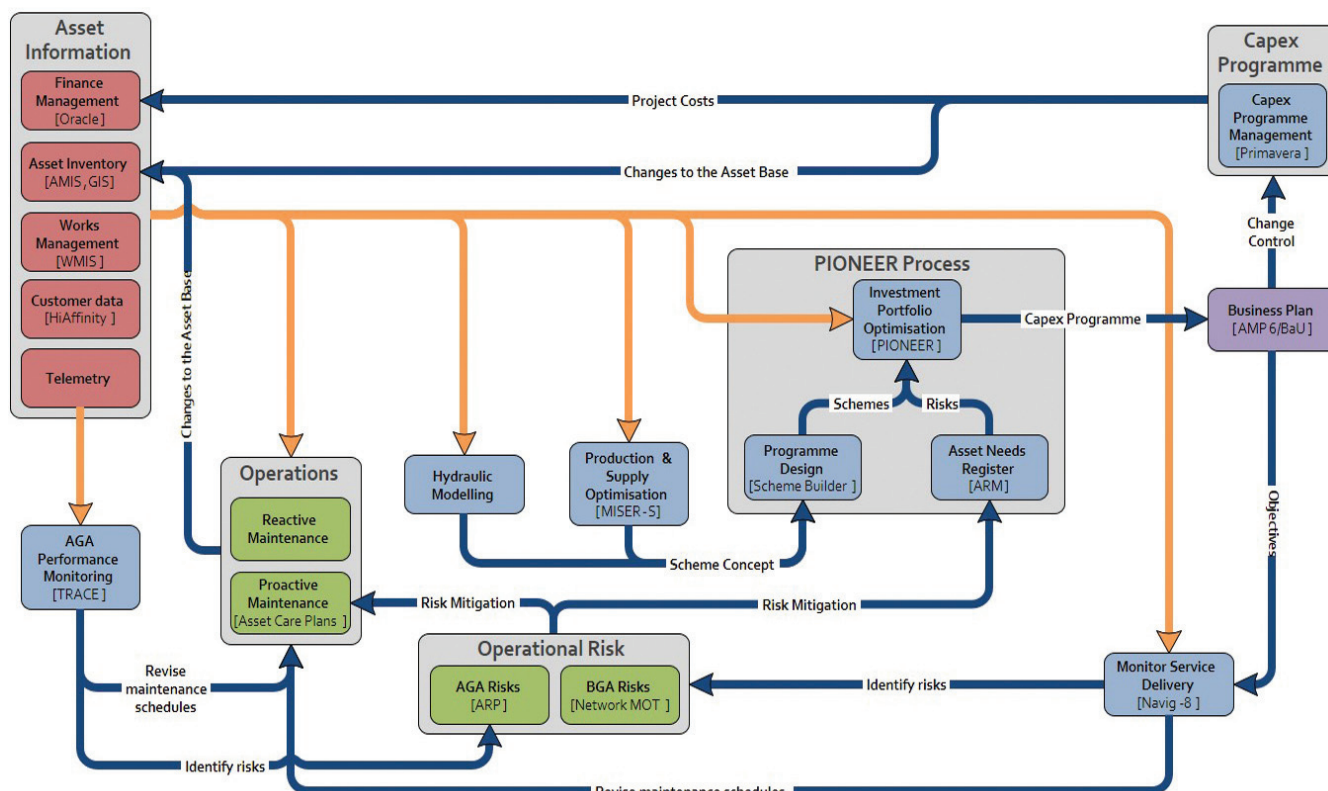 Asset
Information
Finance
Management
[Oracle]
Asset Inventory
[AMIS,GIS]
Works
Management
[WMIS]
Customer data
[HiAffinity ]
Telemetry
AGA
Performance
Monitoring
[TRACE ]
Project Costs
Changes to the Asset Base
Changes to the Asset Base
Capex
Programme
Capex
Programme
Management
[Primavera ]
Change
Control
PIONEER Process
Investment
Portfolio
Optimisation
[PIONEER ]
Capex Programme
Business Plan
[AMP 6/BaU ]
Schemes
Risks
Programme
Design
[Scheme Builder ]
Asset Needs
Register
[ARM]
Operations
Reactive
Maintenance
Proactive
Maintenance
[Asset Care Plans ]
Hydraulic
Modelling
Production &
Supply
Optimisation
[MISER-S]
Scheme Concept
Objectives
Risk Mitigation
Risk Mitigation
Operational Risk
AGA Risks
[ARP]
BGA Risks
[Network MOT ]
Revise
maintenance
schedules
Identify risks
Identify risks
Monitor Service
Delivery
[Navig -8 ]
Revise maintenance schedules